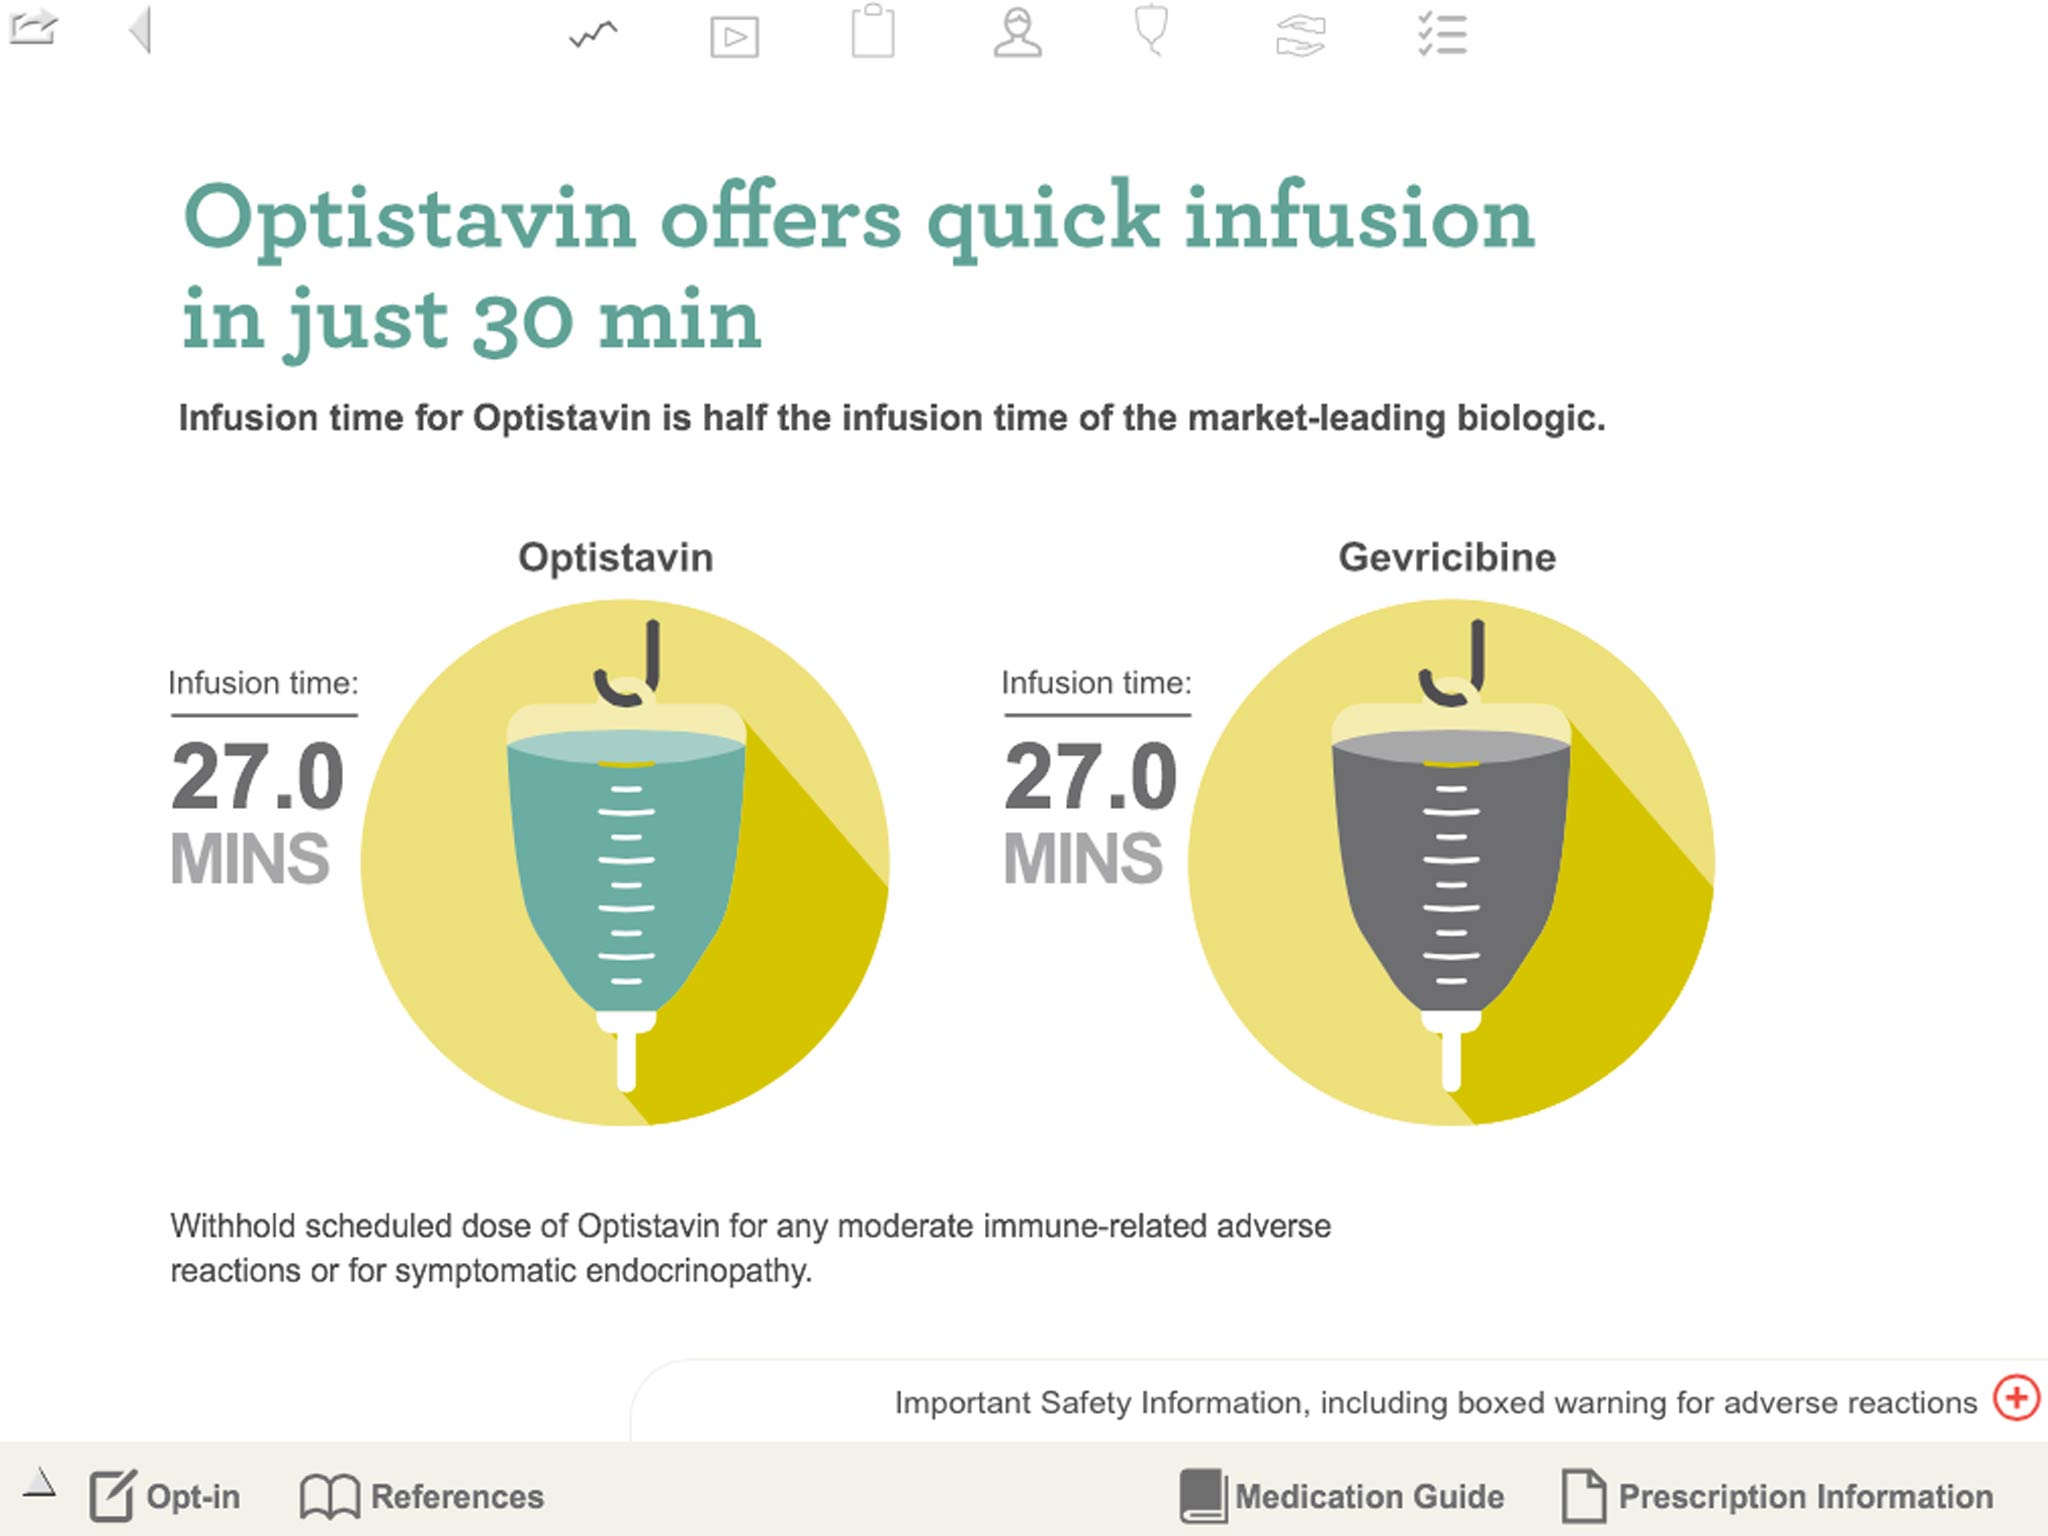 Optistavin offers quick infusion
in just 30 min
Infusion time for Optistavin is half the infusion time of the market-leading biologic.
Optistavin
Infusion time:
27.0
MINS
Gevricibine
Infusion time:
27.0
MINS
Withhold scheduled dose of Optistavin for any moderate immune-related adverse
reactions or for symptomatic endocrinopathy.
Important Safety Information, including boxed warning for adverse reactions
Opt-in
References
Medication Guide
Prescription Information